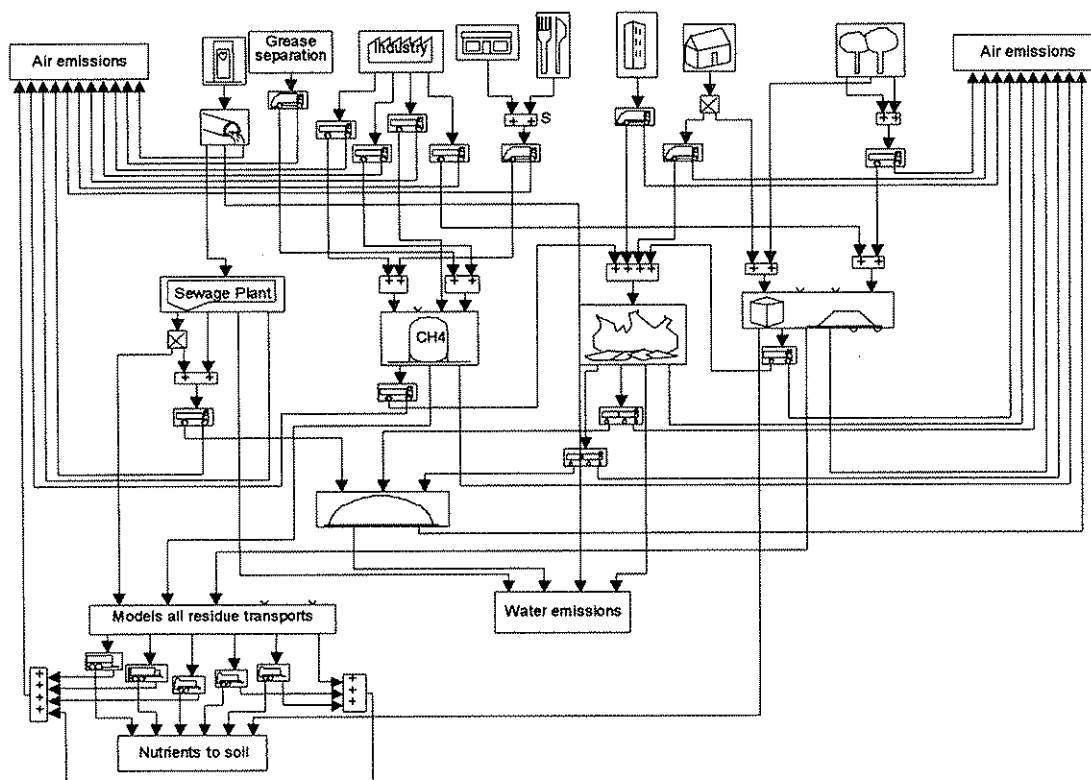 Air emissions
Grease
separation
Industry
Air emissions
S
Sewage Plant
CH4
Water emissions
Models all residue transports
Nutrients to soil